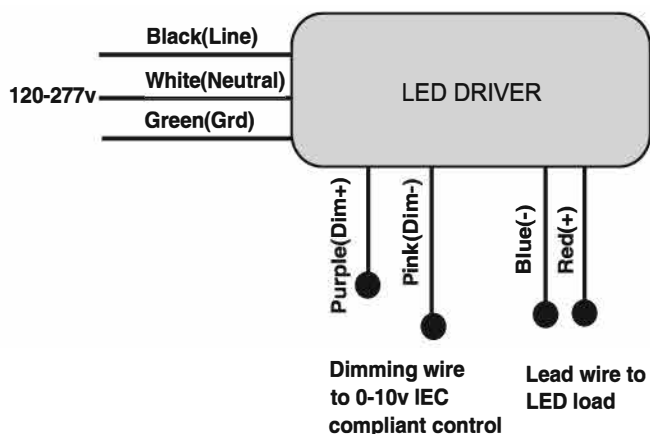 Black(Line)
White(Neutral)
120-277v
Green(Grd)
LED DRIVER
Purple(Dim+)
Pink(Dim-)
Blue(-)
Red(+)
Dimming wire
to 0-10v IEC
compliant control
Lead wire to
LED load